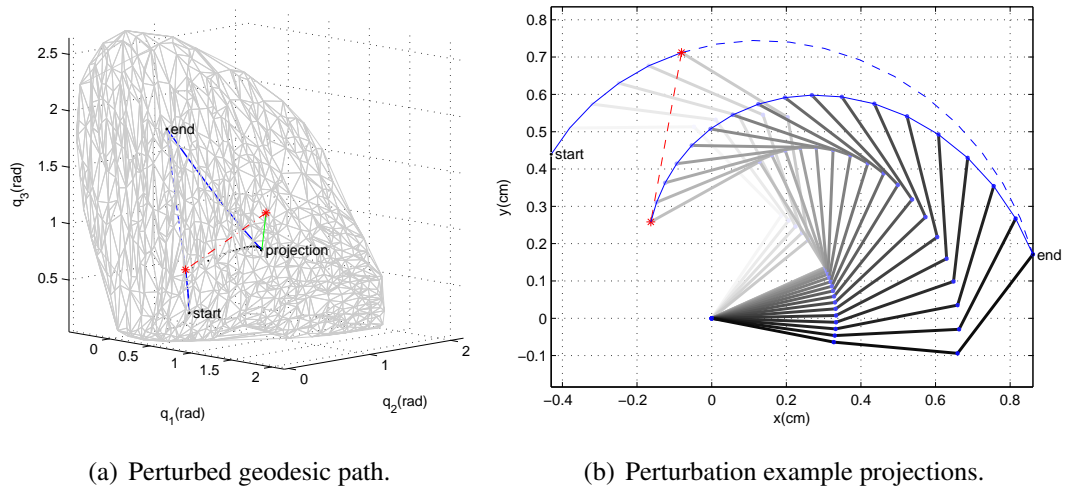 2.5
2
1.5
1
0.5
q3(rad)
end
projection
start
0
0.5
1
1.5
2
q1(rad)
0
1
2
q2(rad)
0.8
0.7
0.6
0.5
0.4
0.3
0.2
0.1
0
−0.1
y(cm)
start
end
−0.4
−0.2
0
0.2
0.4
0.6
0.8
x(cm)
(a) Perturbed geodesic path.
(b) Perturbation example projections.